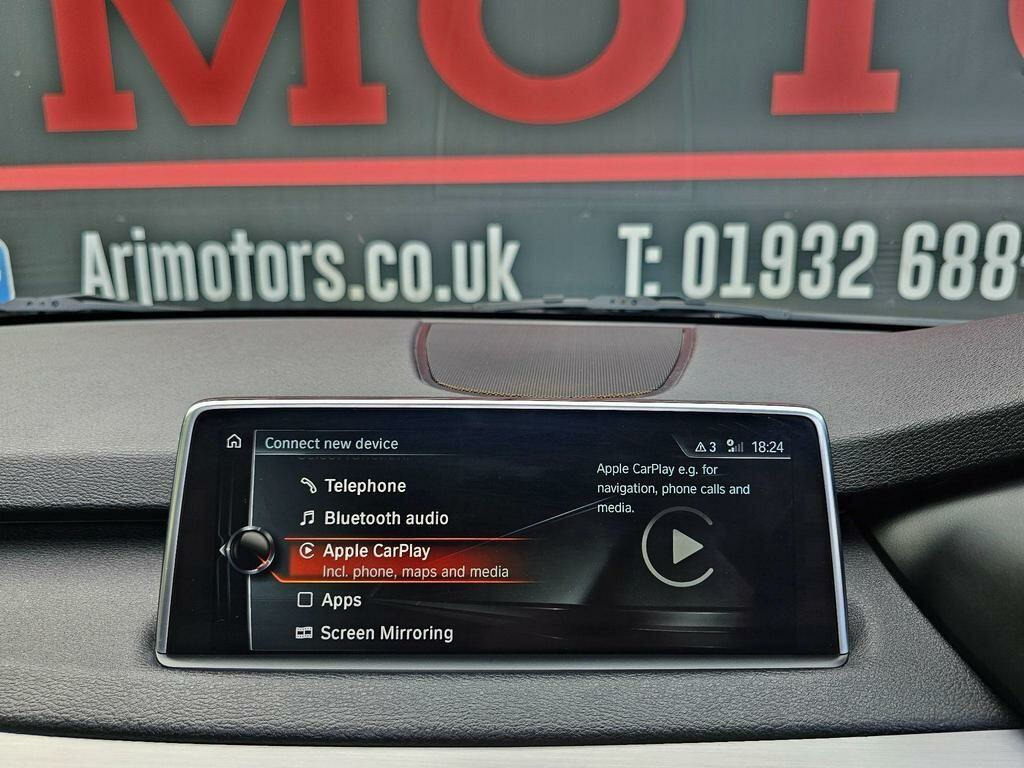 MOTO
Arjmotors.co.uk
T: 01932 688
Connect new device
3
18:24
Telephone
Bluetooth audio
Apple CarPlay
Incl. phone, maps and media
Apps
Screen Mirroring
Apple CarPlay e.g. for
navigation, phone calls and
media.